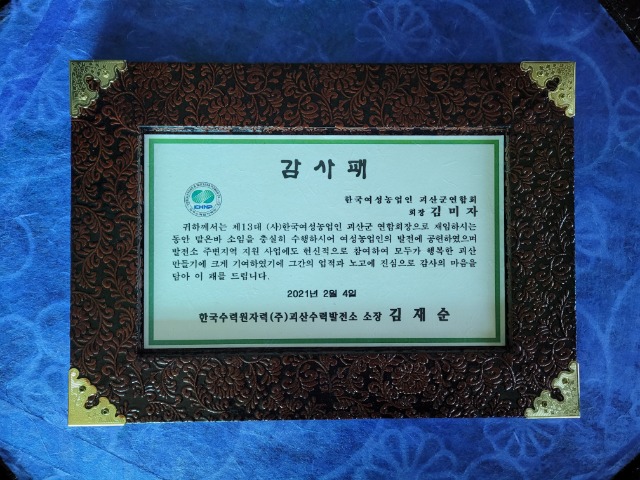 감사패
한국여성농업인 괴산군연합회
회장 김미자
귀하께서는 제13대 (사)한국여성농업인 괴산군 연합회장으로 재임하시는
동안 맡은바 소임을 충실히 수행하시어 여성농업인의 발전에 공헌하였으며
발전소 주변지역 지원 사업에도 헌신적으로 참여하여 모두가 행복한 괴산
만들기에 크게 기여하였기에 그간의 업적과 노고에 진심으로 감사의 마음을
담아 이 패를 드립니다.
2021년 2월 4일
한국수력원자력(주)괴산수력발전소 소장 김재순